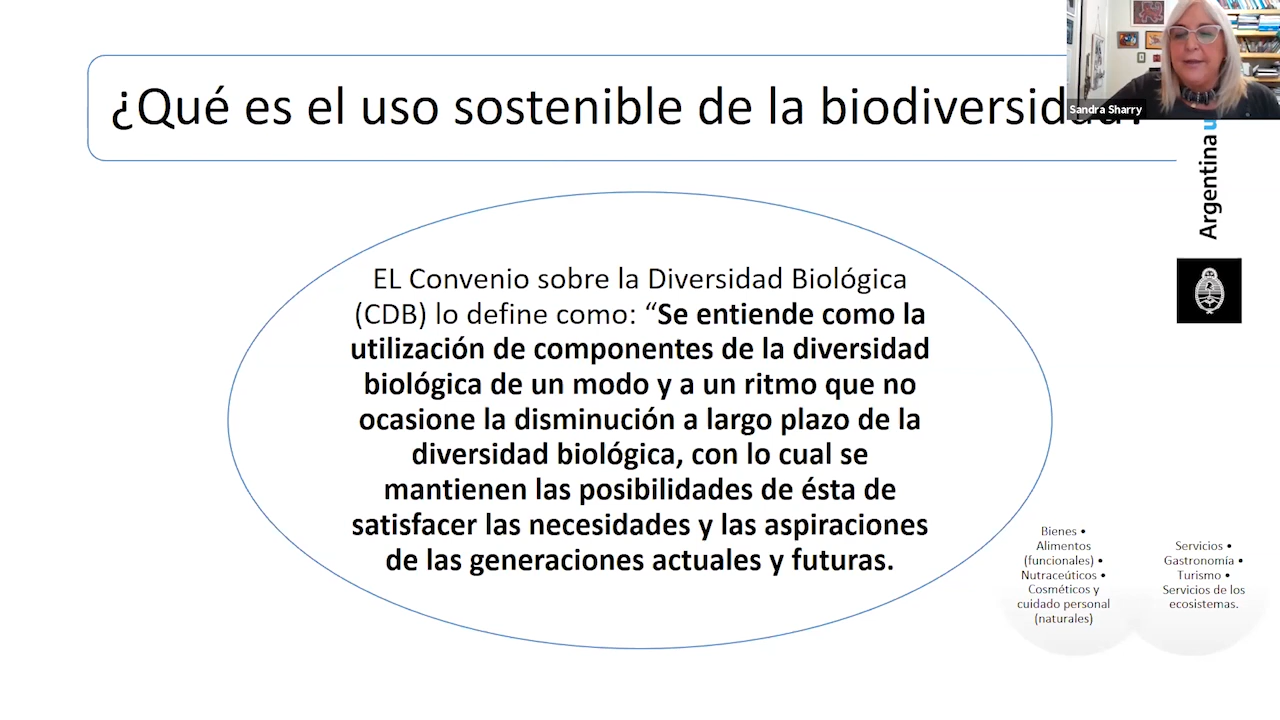 ¿Qué es el uso sostenible de la biodiversidad?
Sandra Sharry
Argentina
EL Convenio sobre la Diversidad Biológica
(CDB) lo define como: “Se entiende como la
utilización de componentes de la diversidad
biológica de un modo y a un ritmo que no
ocasione la disminución a largo plazo de la
diversidad biológica, con lo cual se
mantienen las posibilidades de ésta de
satisfacer las necesidades y las aspiraciones
de las generaciones actuales y futuras.
Bienes •
Alimentos
(funcionales) •
Nutraceúticos •
Cosméticos y
cuidado personal
(naturales)
Servicios •
Gastronomía •
Turismo •
Servicios de los
ecosistemas.